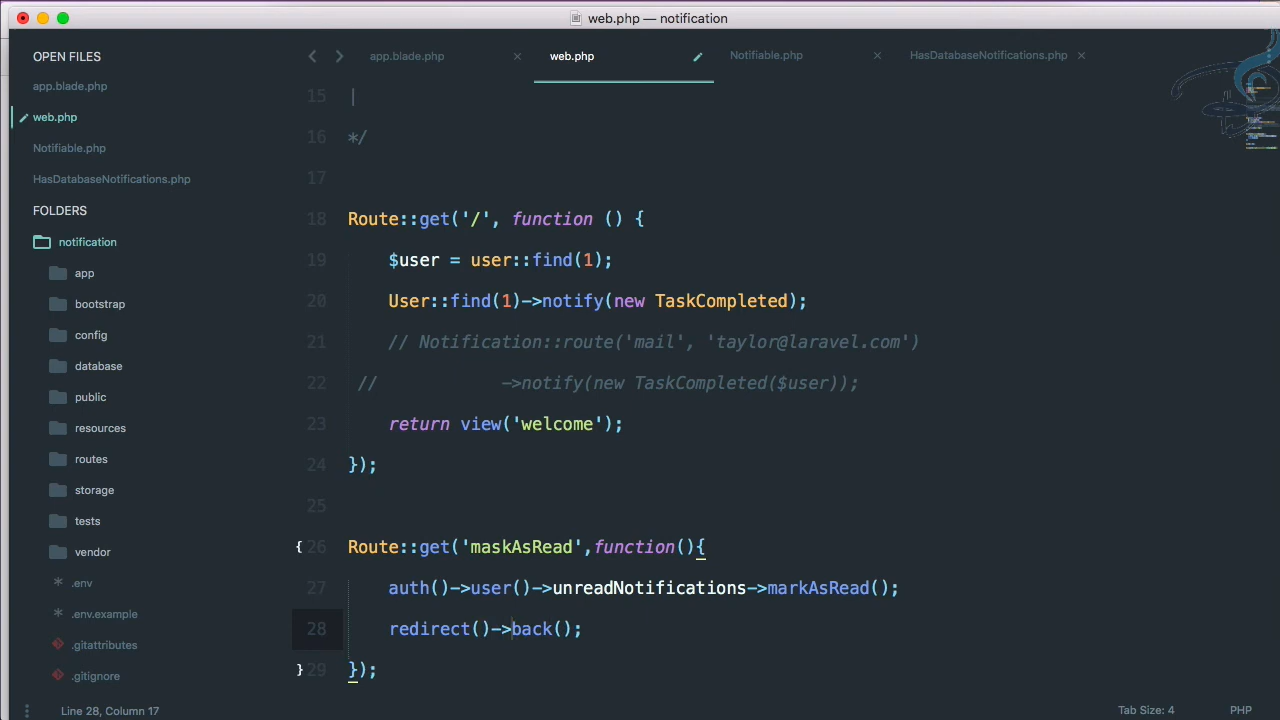 web.php — notification
OPEN FILES
app.blade.php
web.php
Notifiable.php
HasDatabaseNotifications.php
FOLDERS
notification
app
bootstrap
config
database
public
resources
routes
storage
tests
vendor
.env
.env.example
.gitattributes
.gitignore
app.blade.php
web.php
Notifiable.php
HasDatabaseNotifications.php
15 |
16 */
17
18 Route::get('/', function () {
19 $user = user::find(1);
20 User::find(1)->notify(new TaskCompleted);
21 // Notification::route('mail', 'taylor@laravel.com')
22 // ->notify(new TaskCompleted($user));
23 return view('welcome');
24 });
25
26 Route::get('maskAsRead',function(){
27 auth()->user()->unreadNotifications->markAsRead();
28 redirect()->back();
29 });
Line 28, Column 17
Tab Size: 4
PHP